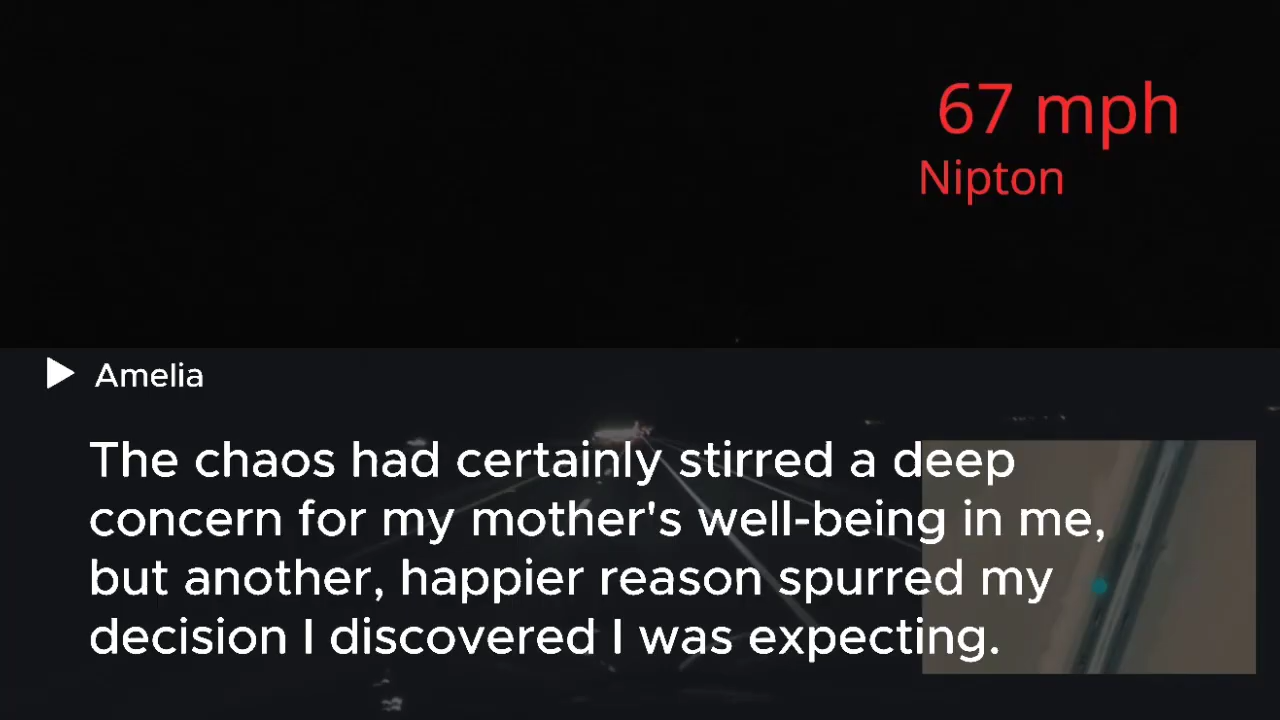 67 mph
Nipton
Amelia
The chaos had certainly stirred a deep
concern for my mother's well-being in me,
but another, happier reason spurred my
decision I discovered I was expecting.